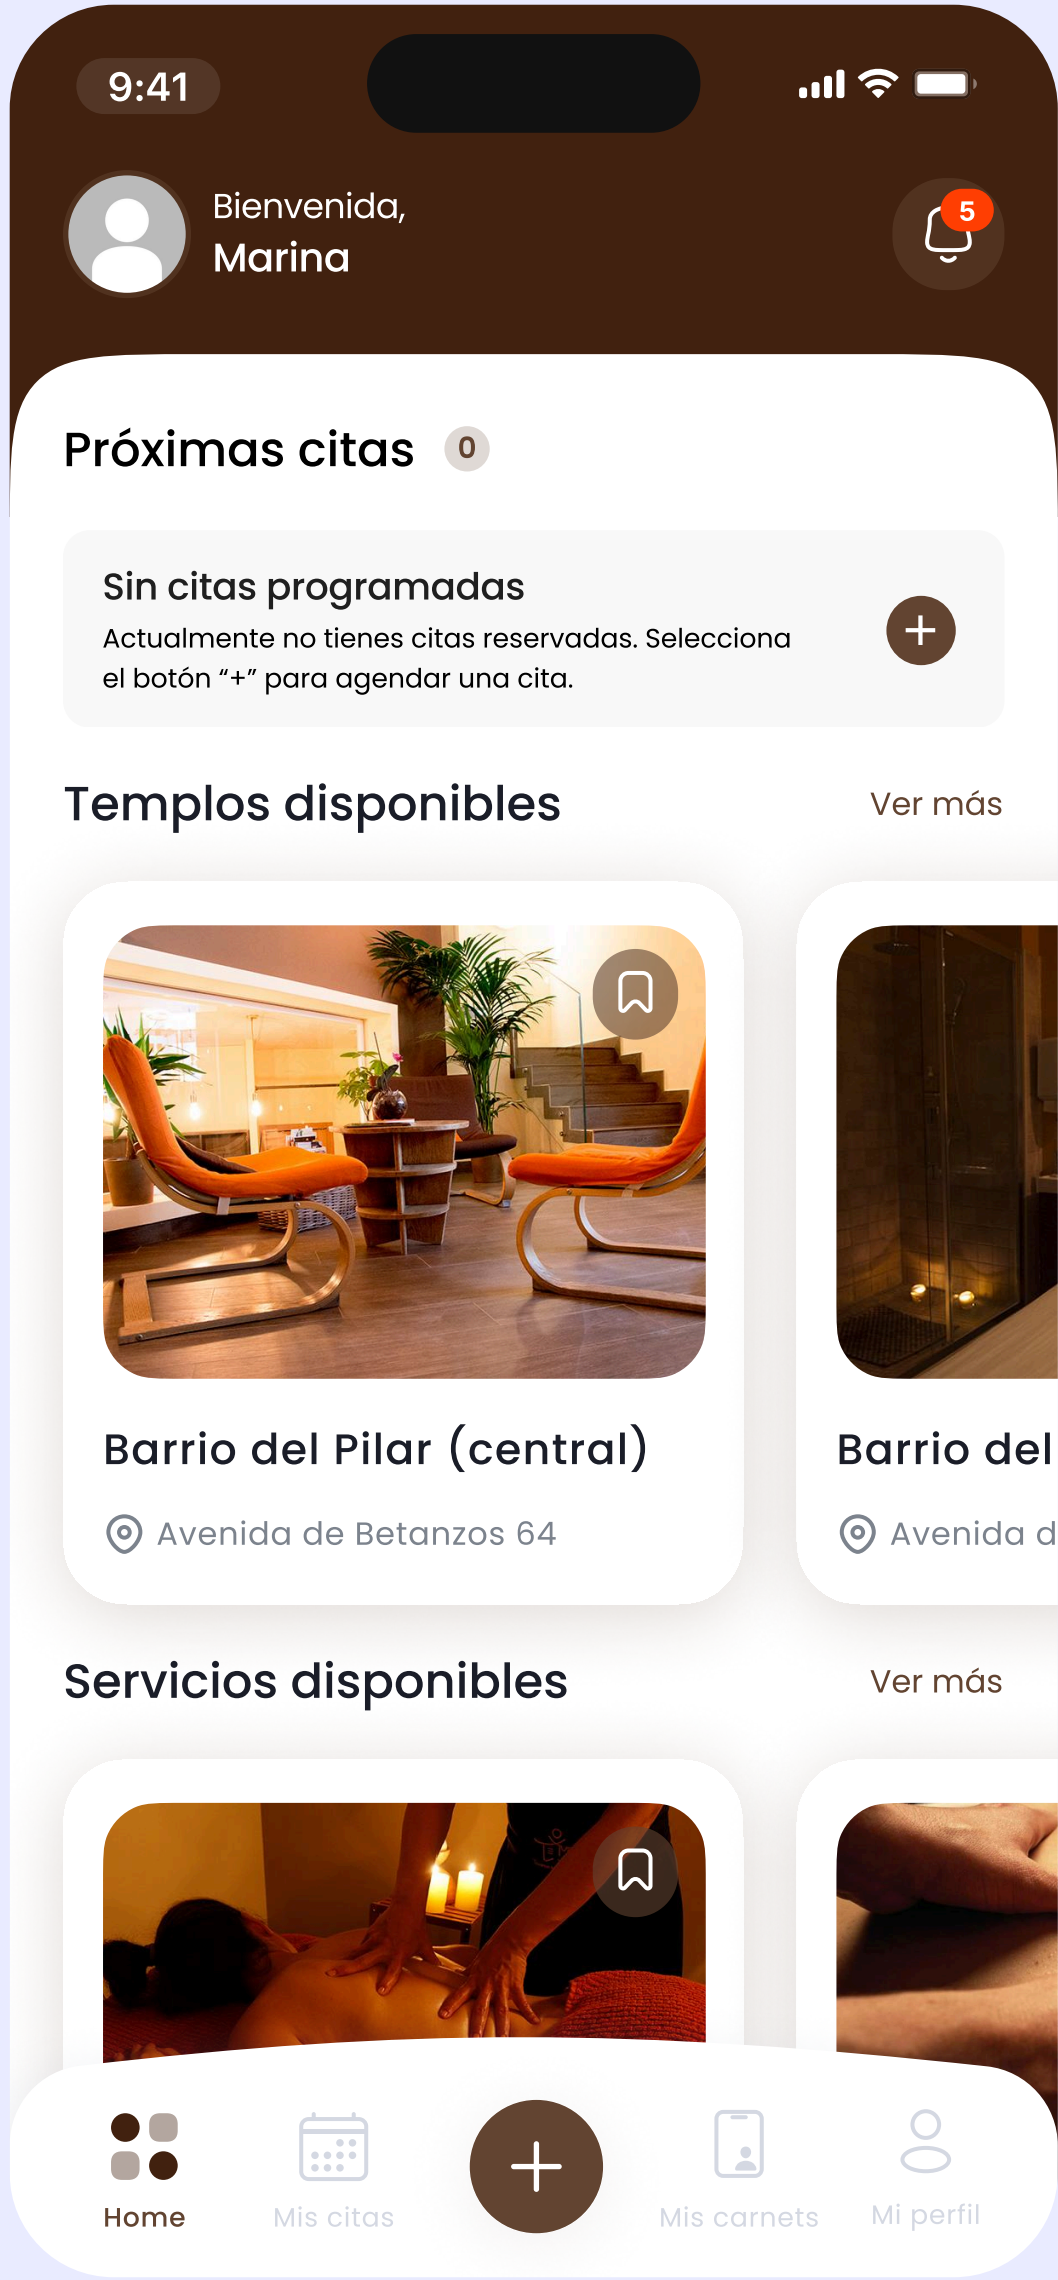 9:41
Bienvenida,
Marina
5
Próximas citas 0
Sin citas programadas
Actualmente no tienes citas reservadas. Selecciona
el botón “+” para agendar una cita.
Templos disponibles Ver más
Barrio del Pilar (central)
Avenida de Betanzos 64
Barrio del
Avenida d
Servicios disponibles Ver más
Home
Mis citas
Mis carnets
Mi perfil